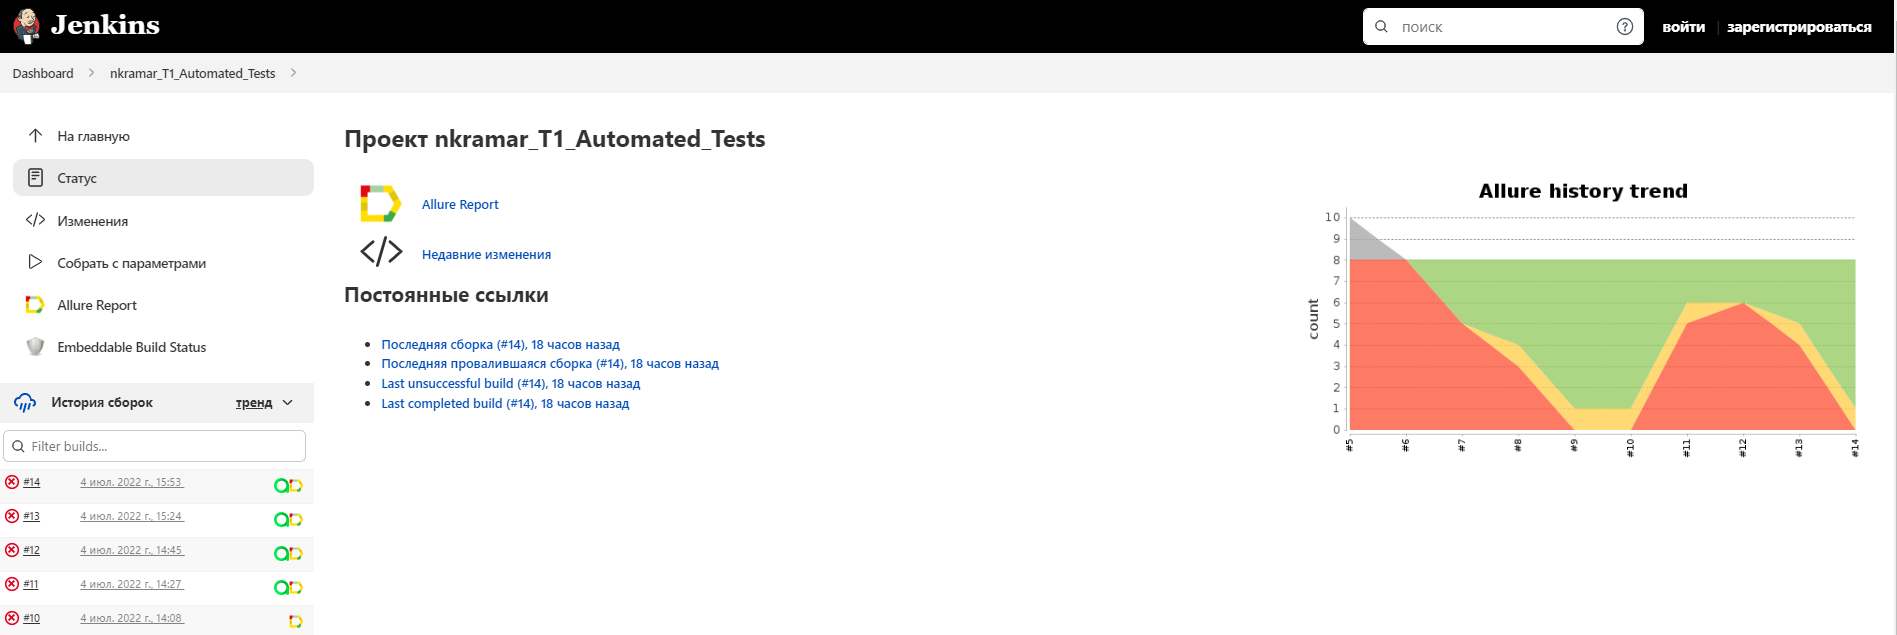 Jenkins
поиск
войти
зарегистрироваться
Dashboard
nkramar_T1_Automated_Tests
На главную
Статус
Изменения
Собрать с параметрами
Allure Report
Embeddable Build Status
История сборок
тренд
Filter builds...
#14 4 июл. 2022 г., 15:53
#13 4 июл. 2022 г., 15:24
#12 4 июл. 2022 г., 14:45
#11 4 июл. 2022 г., 14:27
#10 4 июл. 2022 г., 14:08
Проект nkramar_T1_Automated_Tests
Allure Report
Недавние изменения
Постоянные ссылки
Последняя сборка (#14), 18 часов назад
Последняя провалившаяся сборка (#14), 18 часов назад
Last unsuccessful build (#14), 18 часов назад
Last completed build (#14), 18 часов назад
Allure history trend
count
10
9
8
7
6
5
4
3
2
1
0
#5
#6
#7
#8
#9
#10
#11
#12
#13
#14